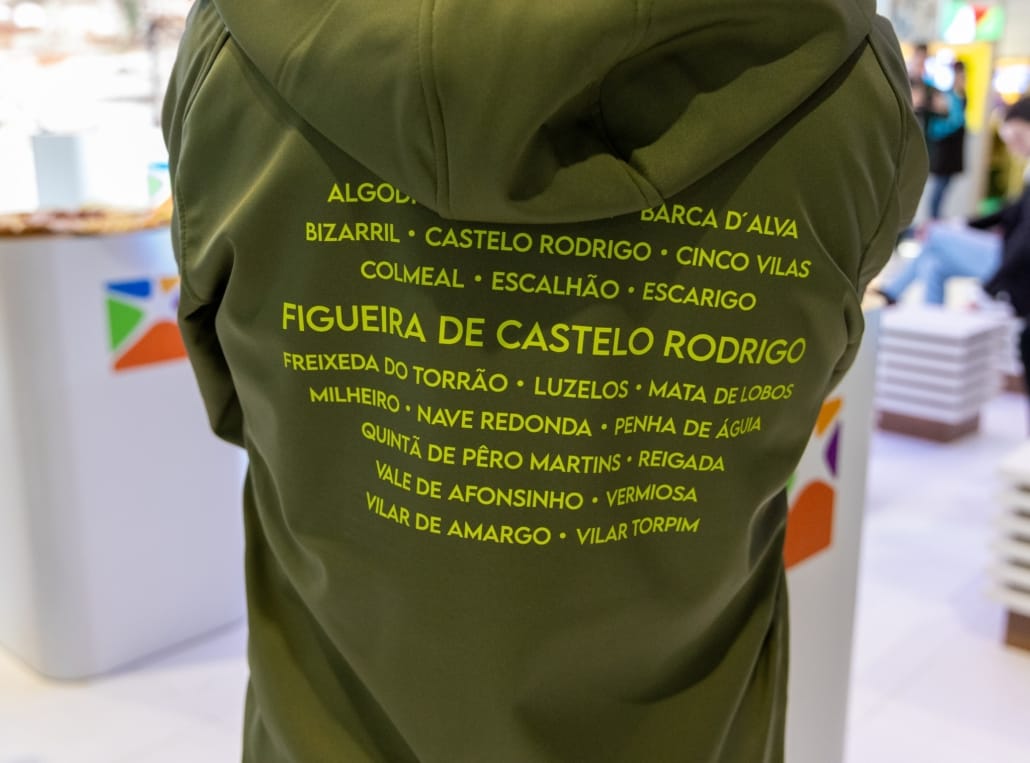 BARCA D´ALVA
BIZARRIL • CASTELO RODRIGO • CINCO VILAS
COLMEAL • ESCALHÃO • ESCARIGO
FIGUEIRA DE CASTELO RODRIGO
FREIXEDA DO TORRÃO • LUZELOS • MATA DE LOBOS
MILHEIRO • NAVE REDONDA • PENHA DE ÁGUIA
QUINTÃ DE PÊRO MARTINS • REIGADA
VALE DE AFONSINHO • VERMIOSA
VILAR DE AMARGO • VILAR TORPIM